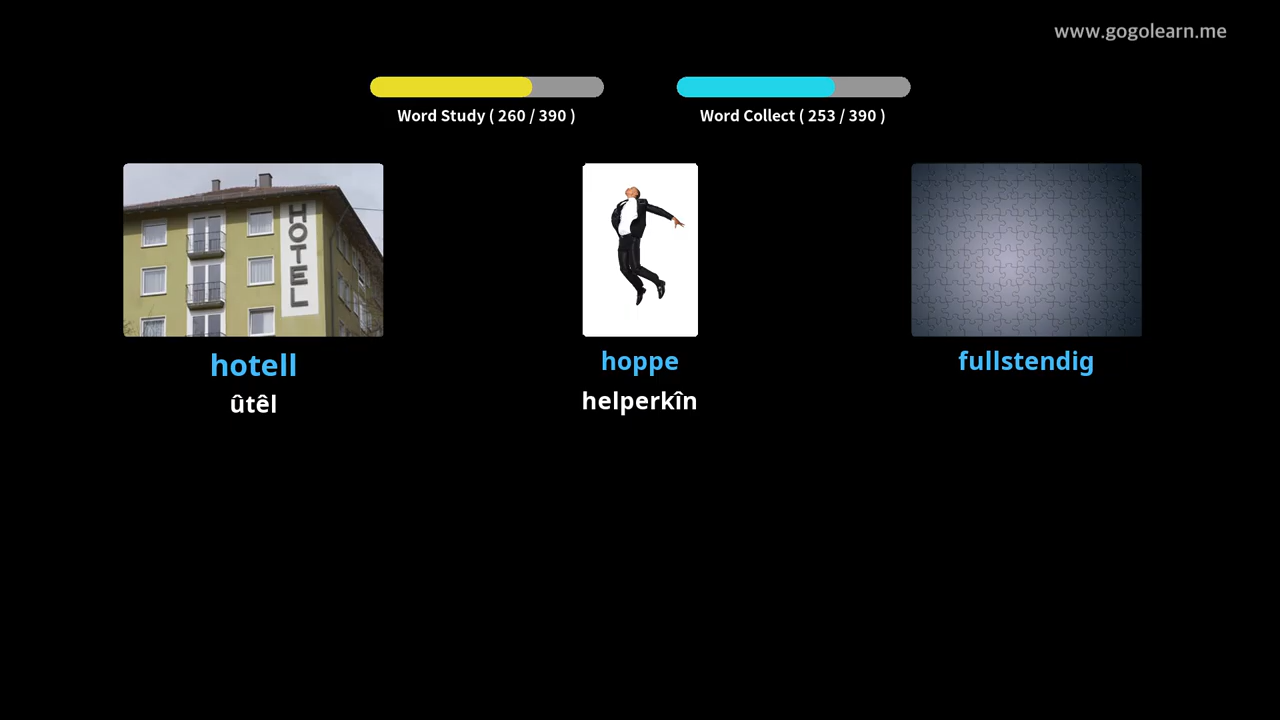 www.gogolearn.me
Word Study ( 260 / 390 )
Word Collect ( 253 / 390 )
HOTEL
hotell
ûtêl
hoppe
helperkîn
fullstendig